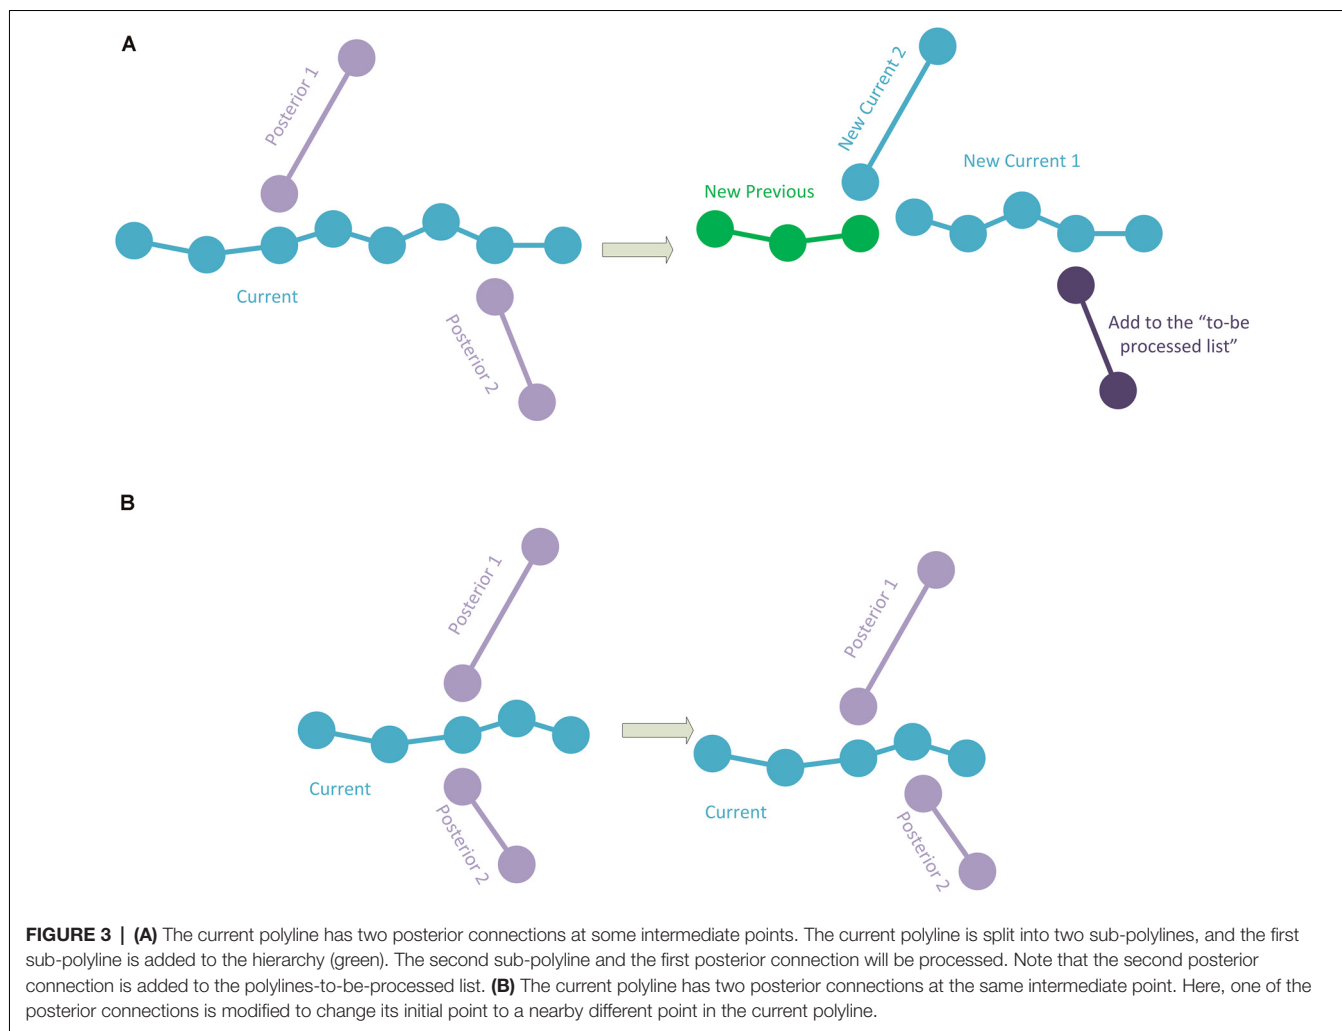 A
Posterior 1
Current
Posterior 2
New Current 2
New Current 1
New Previous
Add to the “to-be
processed list”
B
Posterior 1
Current
Posterior 2
Posterior 1
Current
Posterior 2
FIGURE 3 | (A) The current polyline has two posterior connections at some intermediate points. The current polyline is split into two sub-polylines, and the first
sub-polyline is added to the hierarchy (green). The second sub-polyline and the first posterior connection will be processed. Note that the second posterior
connection is added to the polylines-to-be-processed list. (B) The current polyline has two posterior connections at the same intermediate point. Here, one of the
posterior connections is modified to change its initial point to a nearby different point in the current polyline.